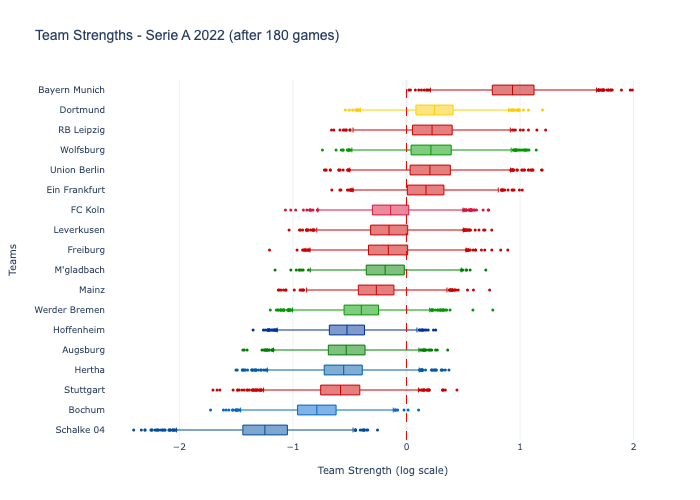 Team Strengths - Serie A 2022 (after 180 games)
Bayern Munich
Dortmund
RB Leipzig
Wolfsburg
Union Berlin
Ein Frankfurt
FC Koln
Leverkusen
Freiburg
M'gladbach
Mainz
Werder Bremen
Hoffenheim
Augsburg
Hertha
Stuttgart
Bochum
Schalke 04
Teams
−2 −1 0 1 2
Team Strength (log scale)